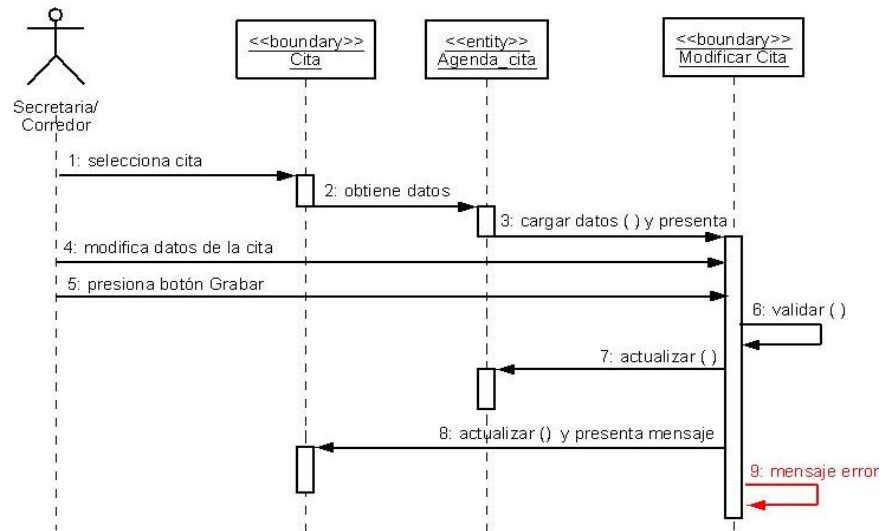 <<boundary>>
Cita
<<entity>>
Agenda_cita
<<boundary>>
Modificar Cita
Secretaria/
Corredor
1: selecciona cita
2: obtiene datos
3: cargar datos ( ) y presenta
4: modifica datos de la cita
5: presiona botón Grabar
6: validar ( )
7: actualizar ( )
8: actualizar () y presenta mensaje
9: mensaje error